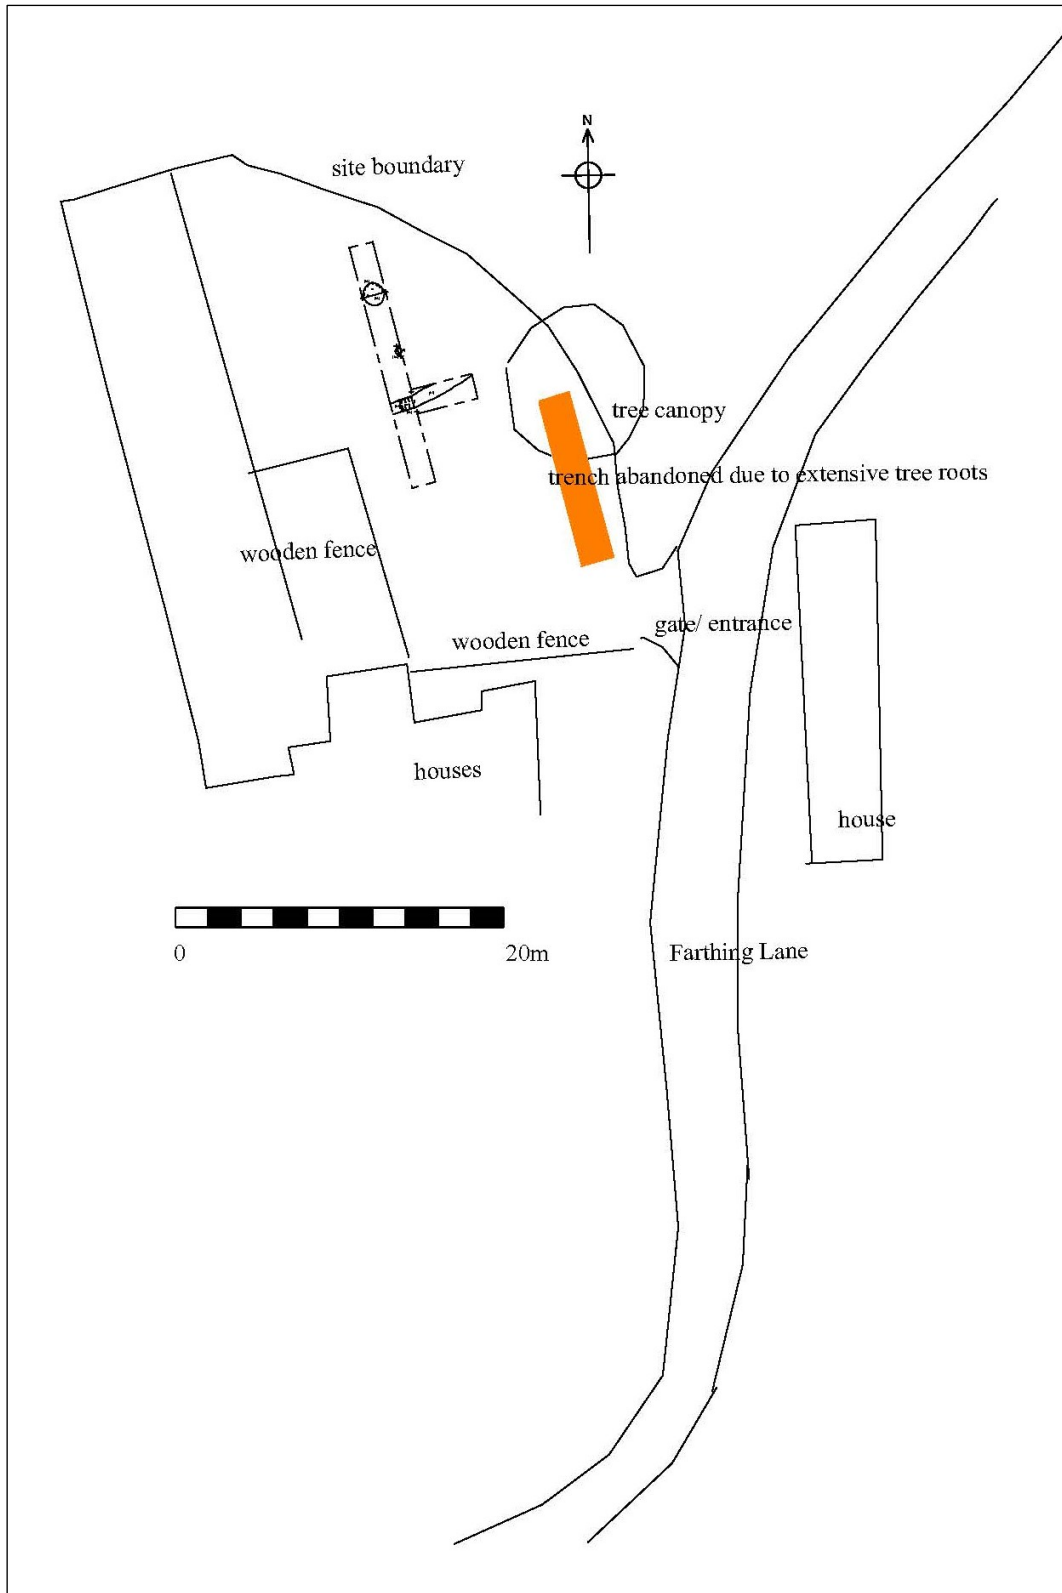 N
site boundary
tree canopy
trench abandoned due to extensive tree roots
wooden fence
gate/ entrance
wooden fence
houses
house
0
20m
Farthing Lane